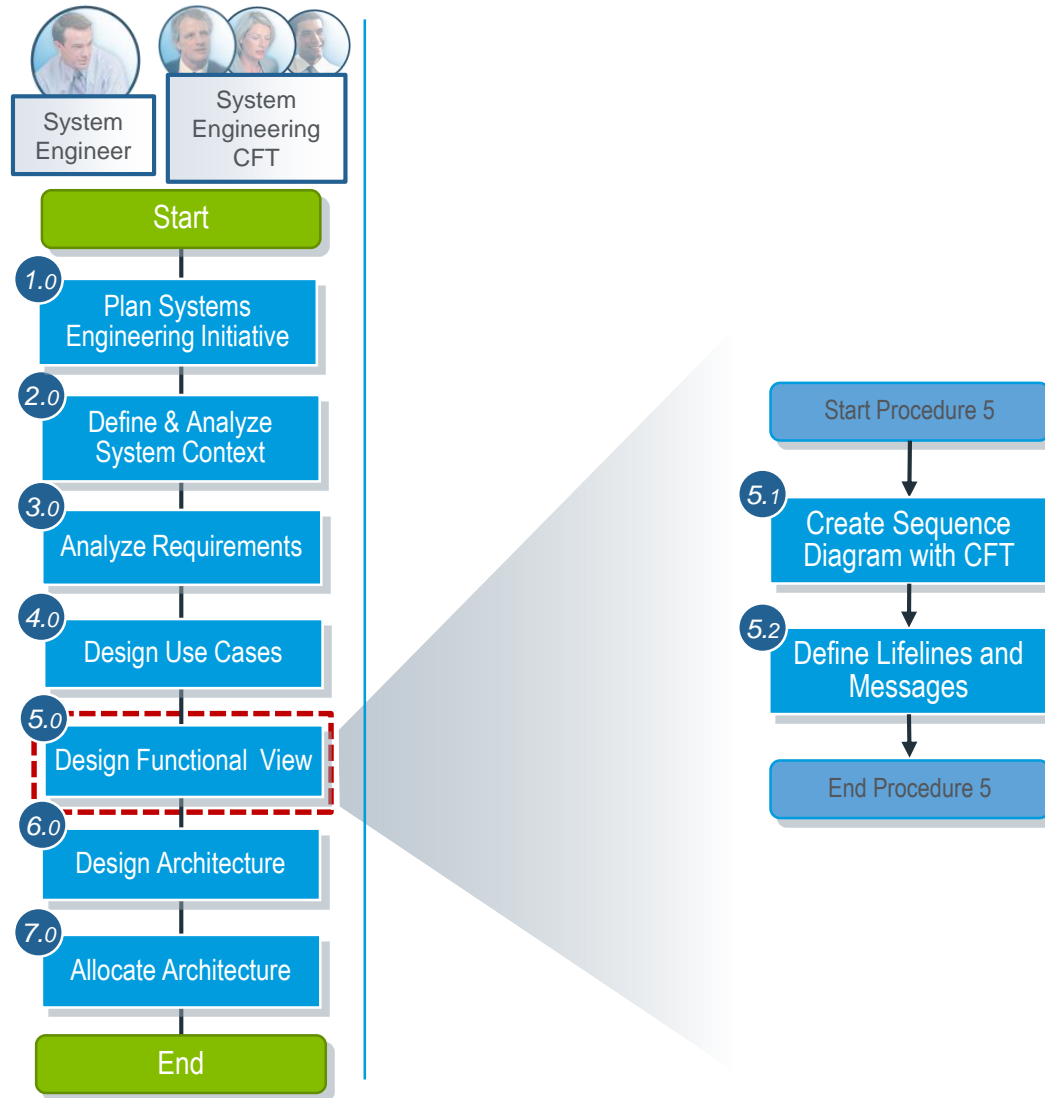 System
Engineer
System
Engineering
CFT
Start
1.0
Plan Systems
Engineering Initiative
2.0
Define & Analyze
System Context
3.0
Analyze Requirements
4.0
Design Use Cases
5.0
Design Functional  View
6.0
Design Architecture
7.0
Allocate Architecture
End
Start Procedure 5
5.1
Create Sequence
Diagram with CFT
5.2
Define Lifelines and
Messages
End Procedure 5